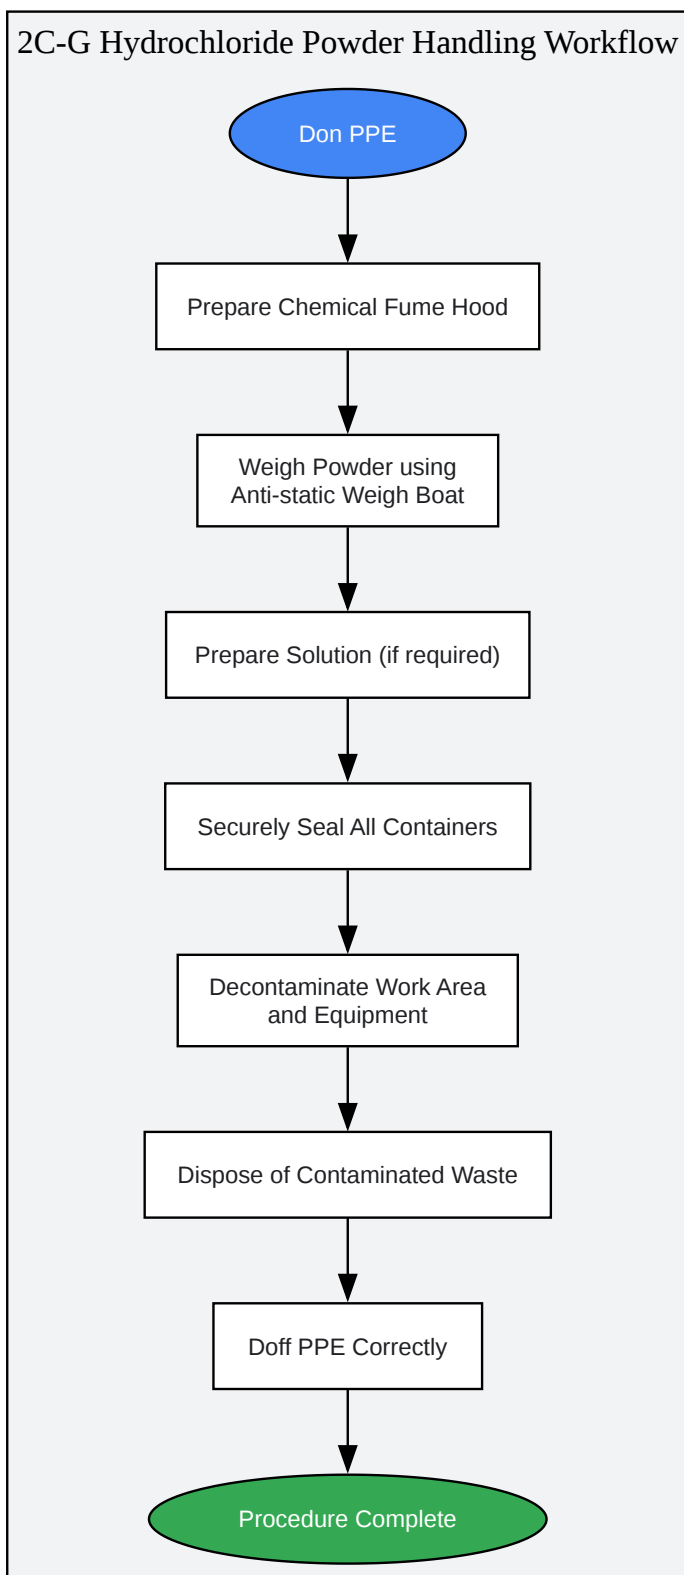 2C-G Hydrochloride Powder Handling Workflow
Don PPE
Prepare Chemical Fume Hood
Weigh Powder using
Anti-static Weigh Boat
Prepare Solution (if required)
Securely Seal All Containers
Decontaminate Work Area
and Equipment
Dispose of Contaminated Waste
Doff PPE Correctly
Procedure Complete